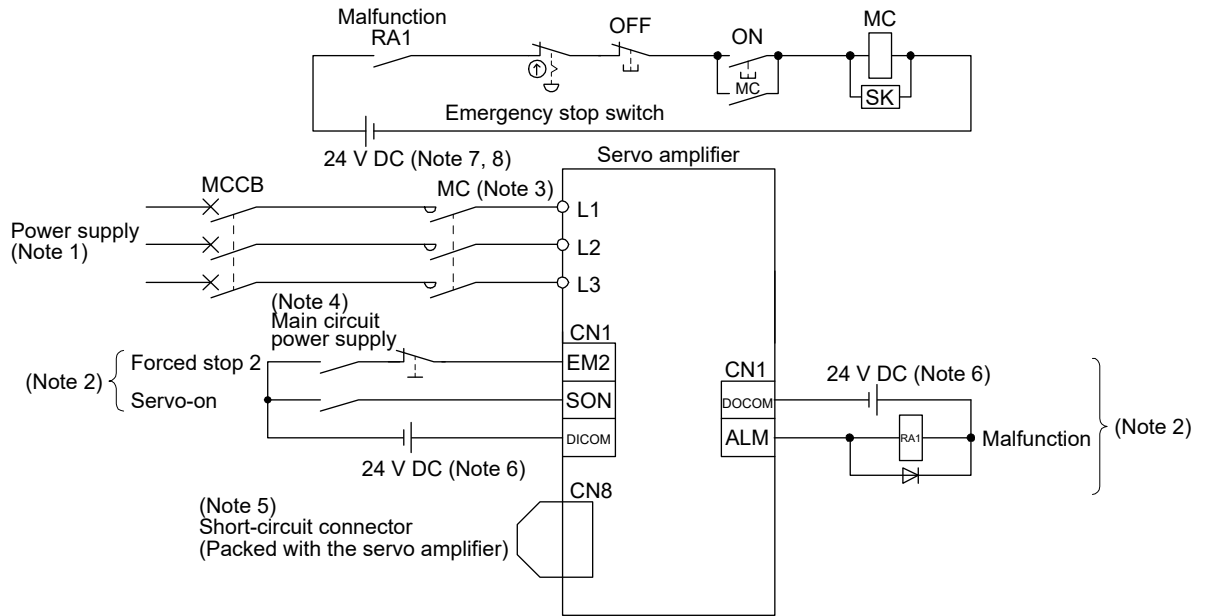 Malfunction
RA1
OFF
ON
MC
MC
SK
Emergency stop switch
24 V DC (Note 7, 8)
Servo amplifier
MCCB
MC (Note 3)
Power supply
(Note 1)
L1
L2
L3
(Note 4)
Main circuit
power supply
CN1
(Note 2)
Forced stop 2
EM2
Servo-on
SON
DICOM
24 V DC (Note 6)
CN1
24 V DC (Note 6)
DOCOM
ALM
RA1
Malfunction
(Note 2)
CN8
(Note 5)
Short-circuit connector
(Packed with the servo amplifier)